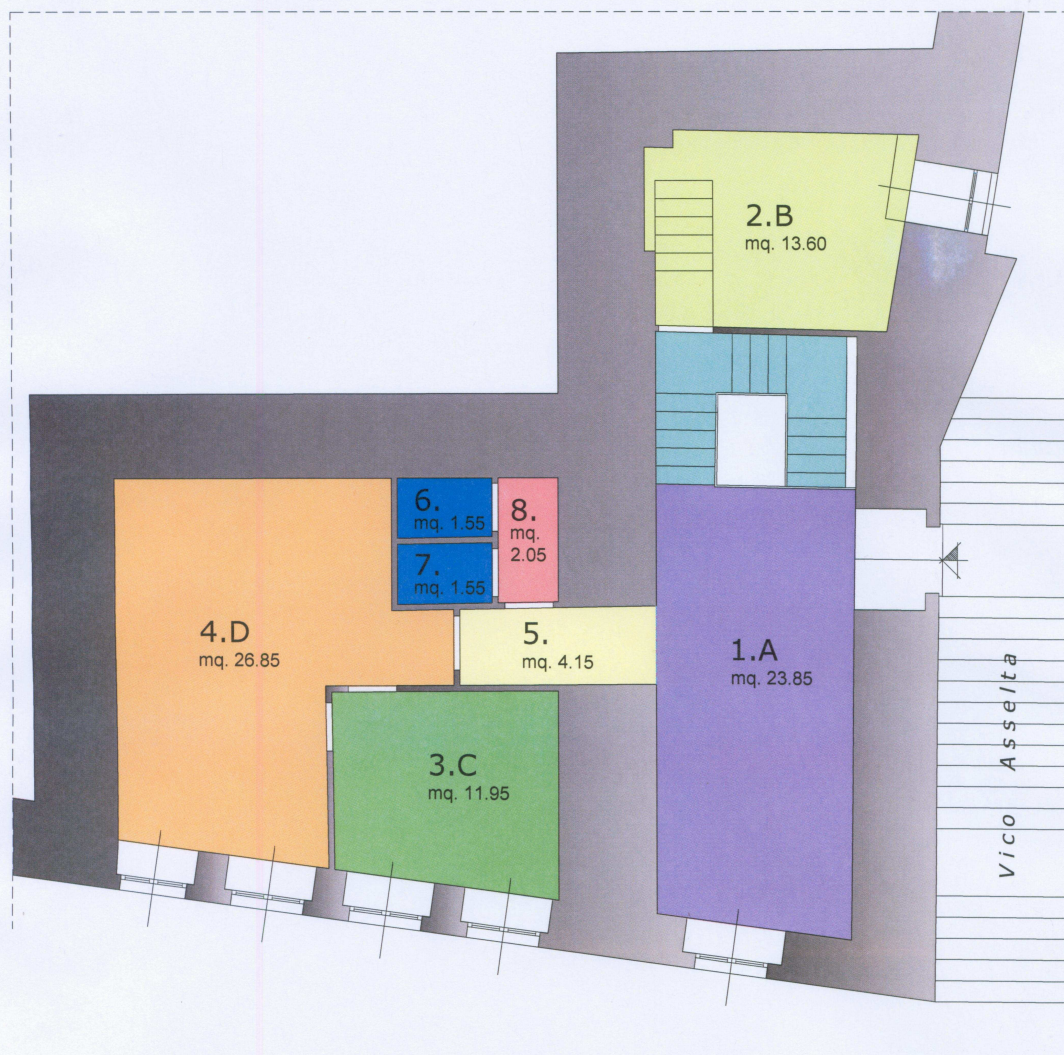 2.B
mq. 13.60
6.
mq. 1.55
8.
mq.
2.05
7.
mq. 1.55
4.D
mq. 26.85
5.
mq. 4.15
1.A
mq. 23.85
3.C
mq. 11.95
Vico Asselta